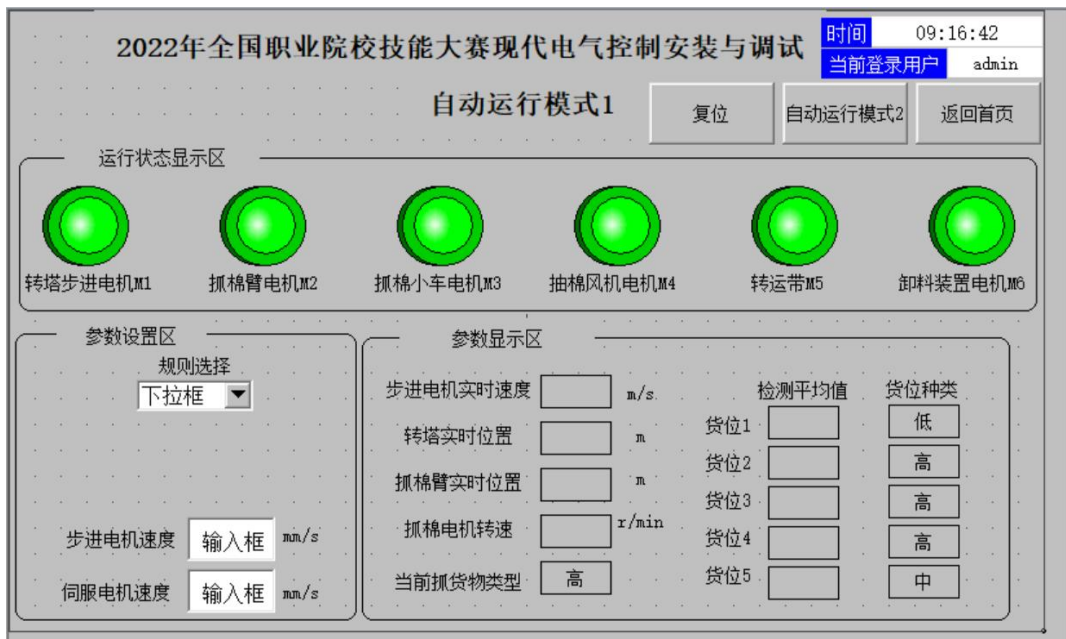 2022年全国职业院校技能大赛现代电气控制安装与调试
时间 09:16:42
当前登录用户 admin
自动运行模式1
复位 自动运行模式2 返回首页
运行状态显示区
转塔步进电机M1 抓棉臂电机M2 抓棉小车电机M3 抽棉风机电机M4 转运带M5 卸料装置电机M6
参数设置区
规则选择
下拉框
步进电机速度 输入框 mm/s
伺服电机速度 输入框 mm/s
参数显示区
步进电机实时速度 m/s
转塔实时位置 m
抓棉臂实时位置 m
抓棉电机转速 r/min
当前抓货物类型 高
检测平均值 货位种类
货位1 低
货位2 高
货位3 高
货位4 高
货位5 中